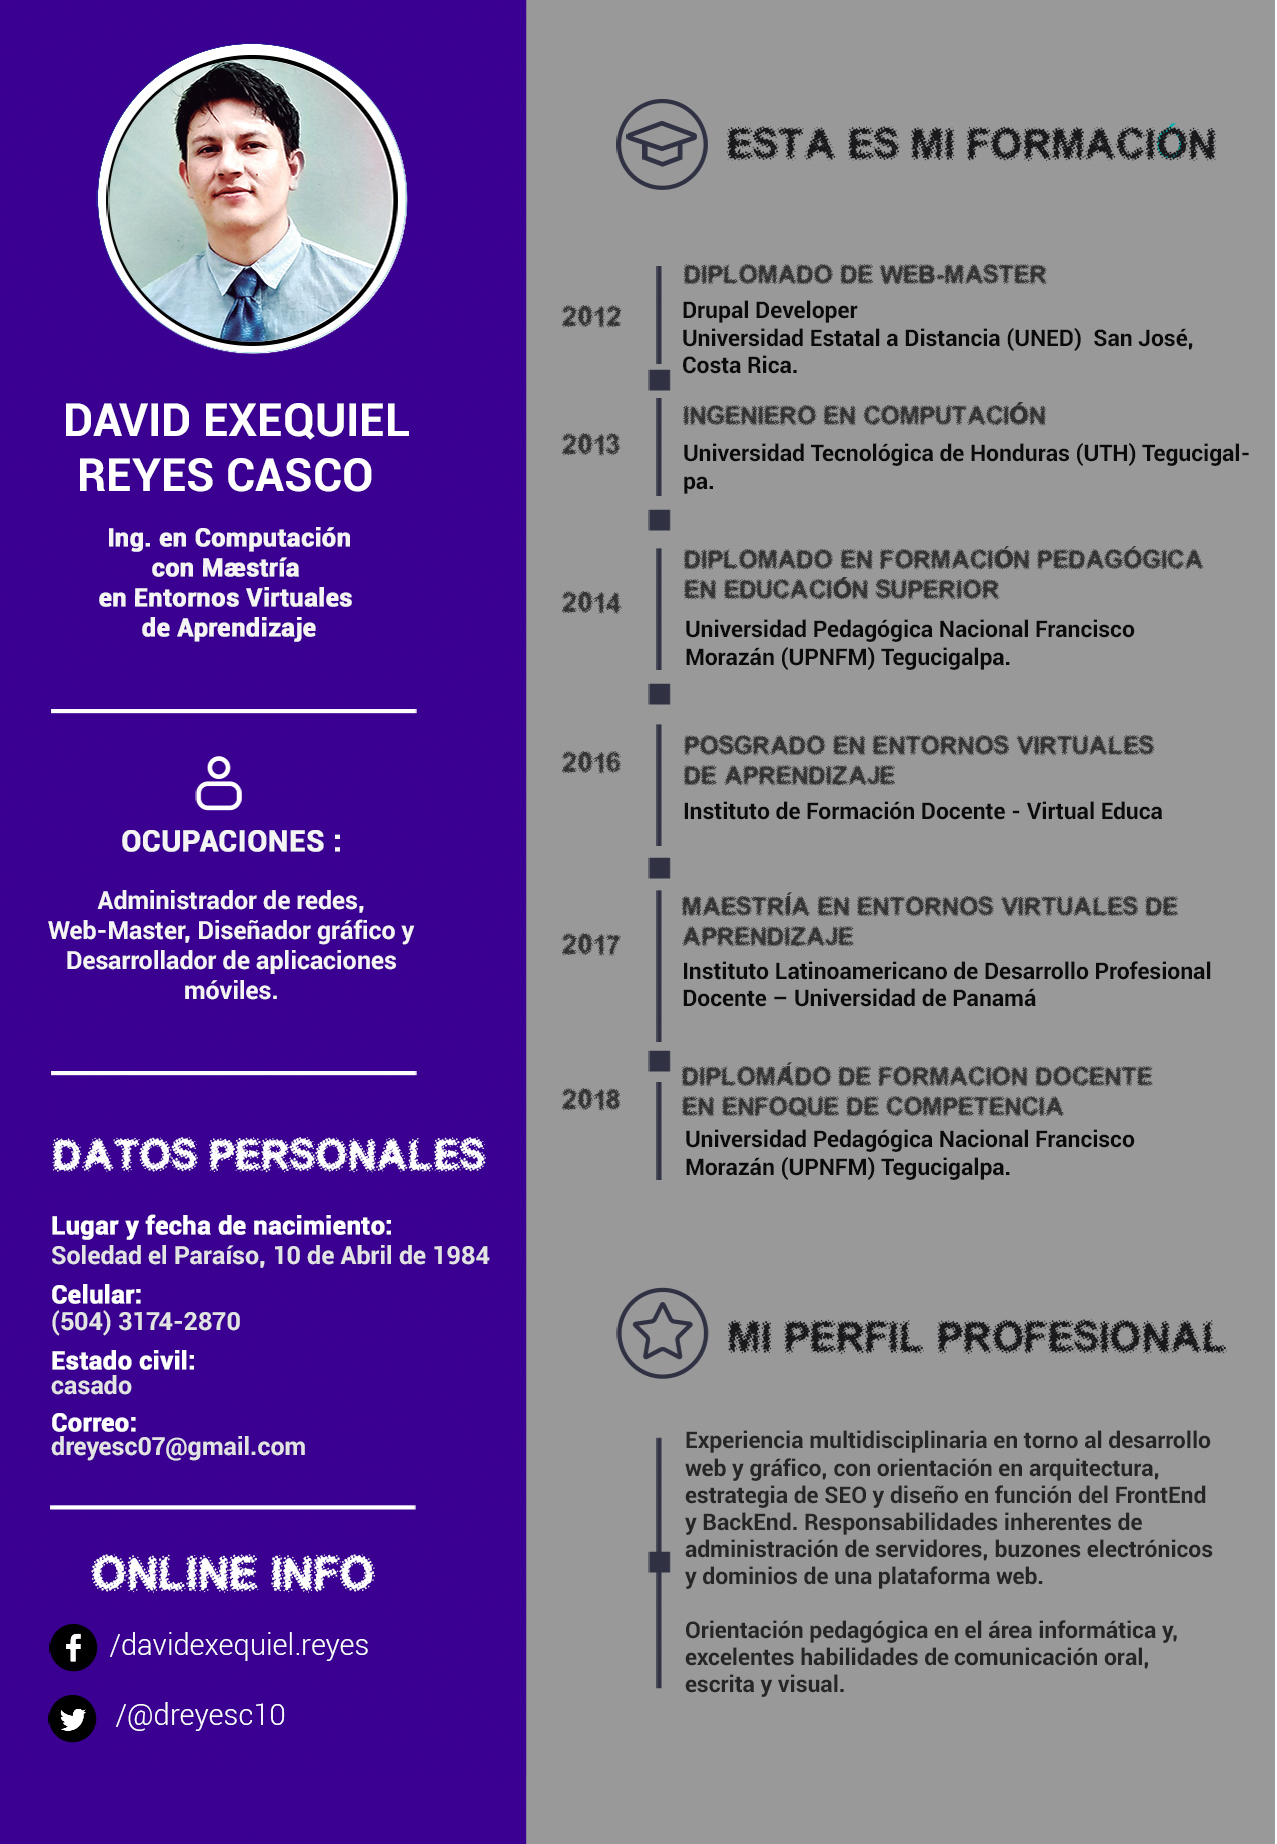 DAVID EXEQUIEL
REYES CASCO
Ing. en Computación
con Mæstría
en Entornos Virtuales
de Aprendizaje
OCUPACIONES :
Administrador de redes,
Web-Master, Diseñador gráfico y
Desarrollador de aplicaciones
móviles.
DATOS PERSONALES
Lugar y fecha de nacimiento:
Soledad el Paraíso, 10 de Abril de 1984
Celular:
(504) 3174-2870
Estado civil:
casado
Correo:
dreyesc07@gmail.com
ONLINE INFO
/davidexequiel.reyes
/@dreyesc10
ESTA ES MI FORMACIÓN
2012
DIPLOMADO DE WEB-MASTER
Drupal Developer
Universidad Estatal a Distancia (UNED)  San José,
Costa Rica.
2013
INGENIERO EN COMPUTACIÓN
Universidad Tecnológica de Honduras (UTH) Tegucigal-
pa.
2014
DIPLOMADO EN FORMACIÓN PEDAGÓGICA
EN EDUCACIÓN SUPERIOR
Universidad Pedagógica Nacional Francisco
Morazán (UPNFM) Tegucigalpa.
2016
POSGRADO EN ENTORNOS VIRTUALES
DE APRENDIZAJE
Instituto de Formación Docente - Virtual Educa
2017
MAESTRÍA EN ENTORNOS VIRTUALES DE
APRENDIZAJE
Instituto Latinoamericano de Desarrollo Profesional
Docente – Universidad de Panamá
2018
DIPLOMÁDO DE FORMACION DOCENTE
EN ENFOQUE DE COMPETENCIA
Universidad Pedagógica Nacional Francisco
Morazán (UPNFM) Tegucigalpa.
MI PERFIL PROFESIONAL
Experiencia multidisciplinaria en torno al desarrollo
web y gráfico, con orientación en arquitectura,
estrategia de SEO y diseño en función del FrontEnd
y BackEnd. Responsabilidades inherentes de
administración de servidores, buzones electrónicos
y dominios de una plataforma web.
Orientación pedagógica en el área informática y,
excelentes habilidades de comunicación oral,
escrita y visual.